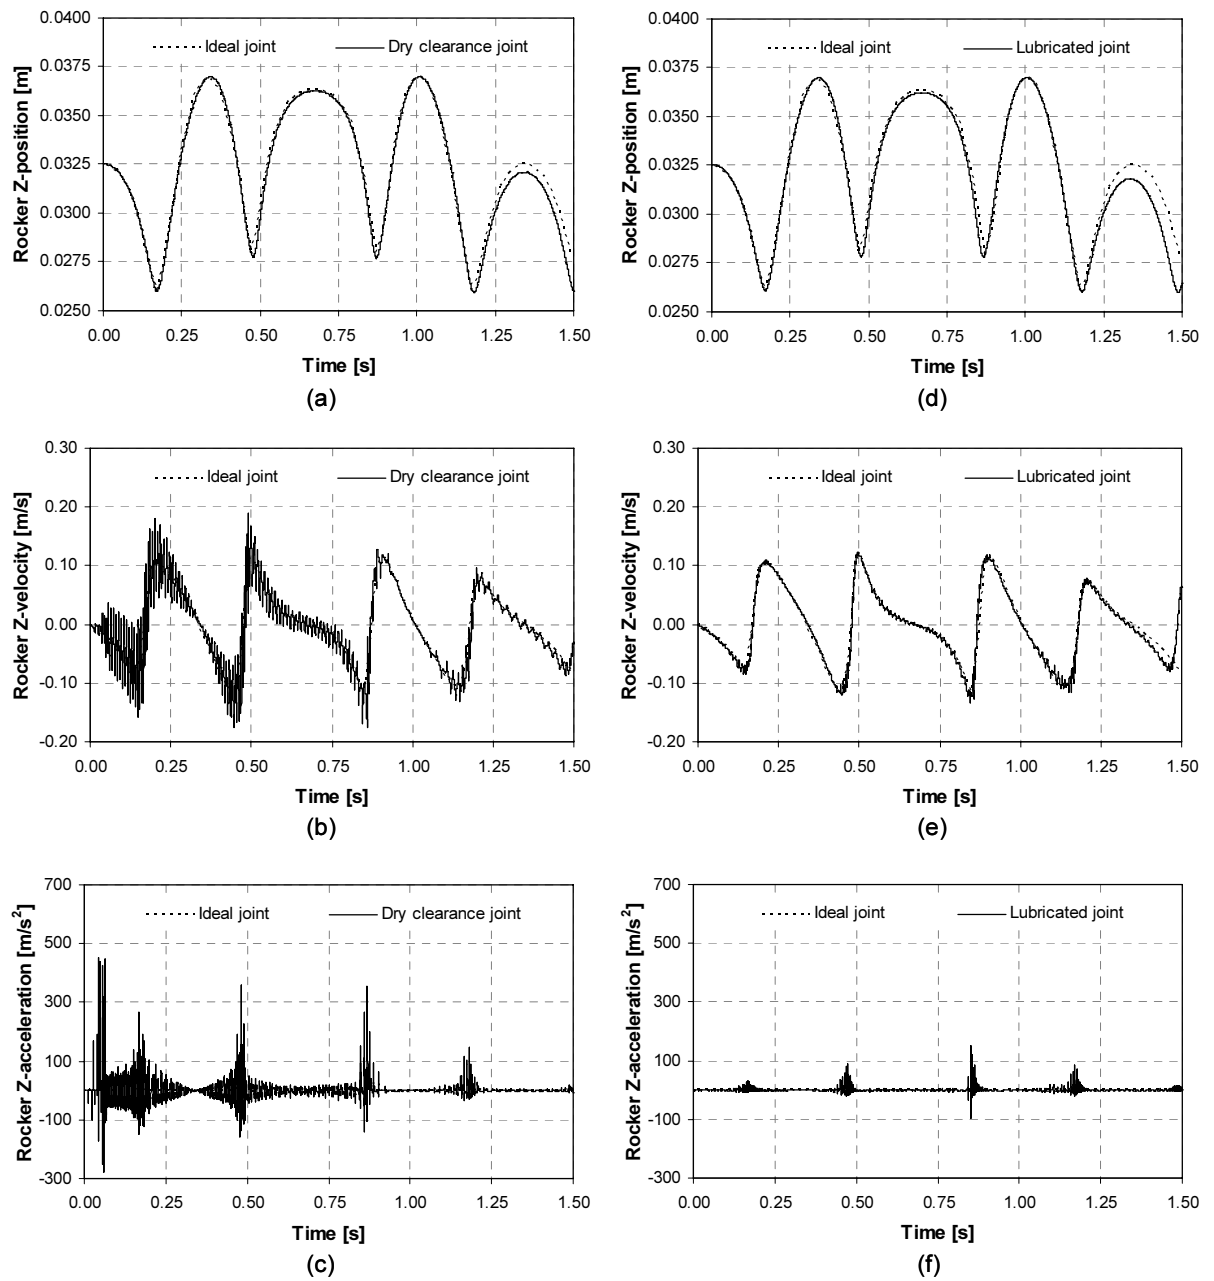 0.0400
0.0375
0.0350
0.0325
0.0300
0.0275
0.0250
Rocker Z-position [m]
Ideal joint
Dry clearance joint
0.00 0.25 0.50 0.75 1.00 1.25 1.50
Time [s]
(a)
0.0400
0.0375
0.0350
0.0325
0.0300
0.0275
0.0250
Rocker Z-position [m]
Ideal joint
Lubricated joint
0.00 0.25 0.50 0.75 1.00 1.25 1.50
Time [s]
(d)
0.30
0.20
0.10
0.00
-0.10
-0.20
Rocker Z-velocity [m/s]
Ideal joint
Dry clearance joint
0.00 0.25 0.50 0.75 1.00 1.25 1.50
Time [s]
(b)
0.30
0.20
0.10
0.00
-0.10
-0.20
Rocker Z-velocity [m/s]
Ideal joint
Lubricated joint
0.00 0.25 0.50 0.75 1.00 1.25 1.50
Time [s]
(e)
700
500
300
100
-100
-300
Rocker Z-acceleration [m/s²]
Ideal joint
Dry clearance joint
0.00 0.25 0.50 0.75 1.00 1.25 1.50
Time [s]
(c)
700
500
300
100
-100
-300
Rocker Z-acceleration [m/s²]
Ideal joint
Lubricated joint
0.00 0.25 0.50 0.75 1.00 1.25 1.50
Time [s]
(f)